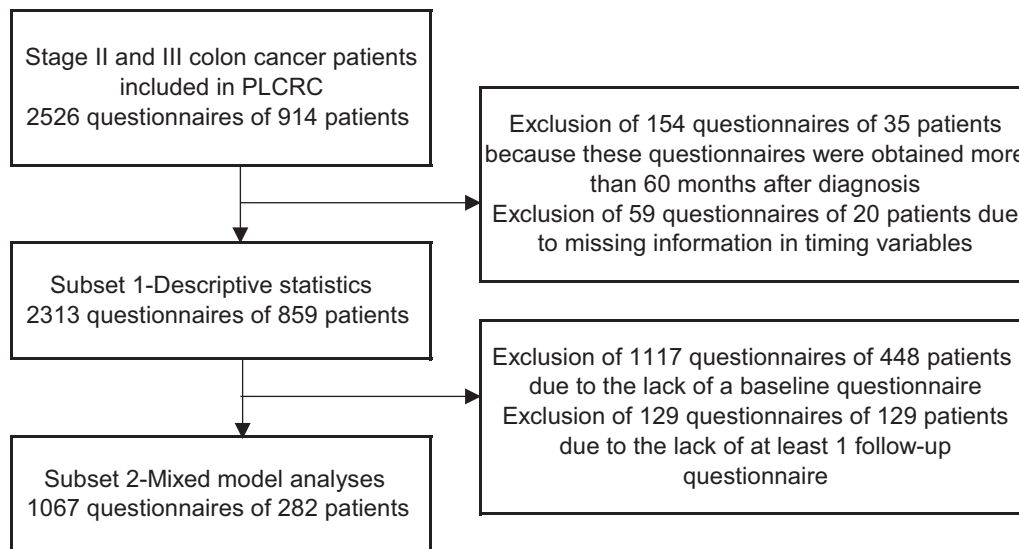 Stage II and III colon cancer patients
included in PLCRC
2526 questionnaires of 914 patients
Exclusion of 154 questionnaires of 35 patients
because these questionnaires were obtained more
than 60 months after diagnosis
Exclusion of 59 questionnaires of 20 patients due
to missing information in timing variables
Subset 1-Descriptive statistics
2313 questionnaires of 859 patients
Exclusion of 1117 questionnaires of 448 patients
due to the lack of a baseline questionnaire
Exclusion of 129 questionnaires of 129 patients
due to the lack of at least 1 follow-up
questionnaire
Subset 2-Mixed model analyses
1067 questionnaires of 282 patients